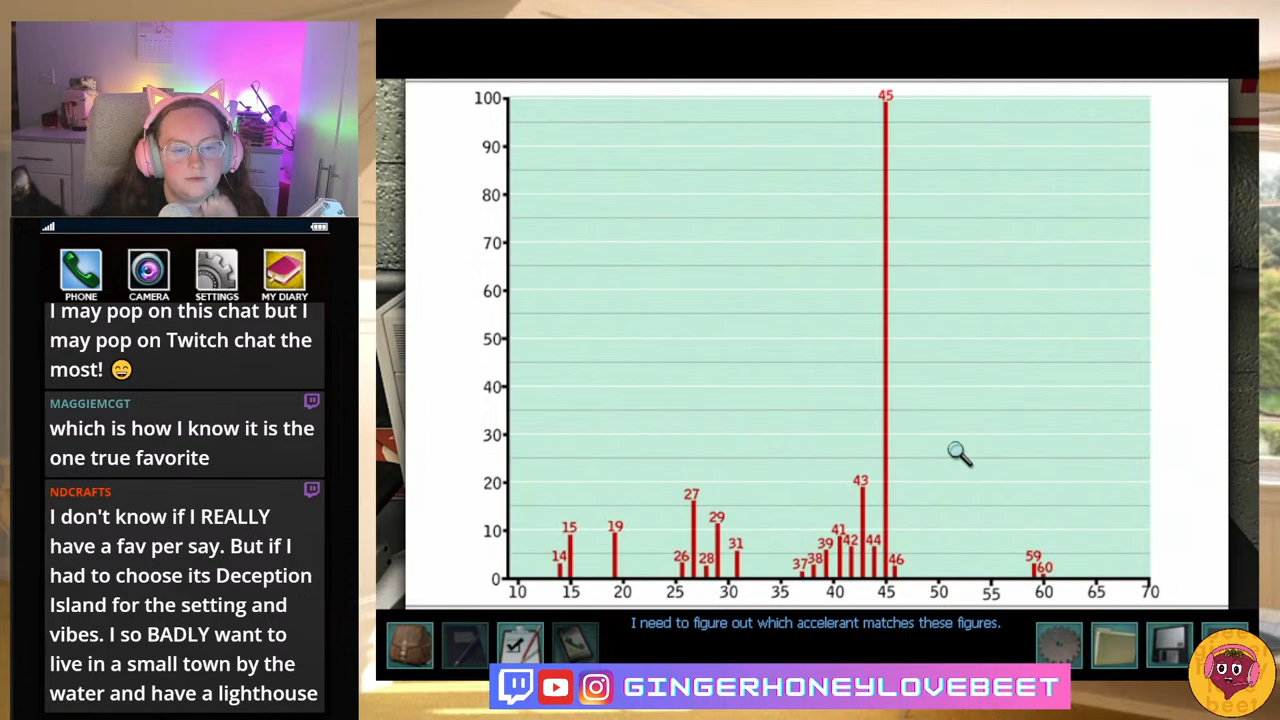 PHONE
CAMERA
SETTINGS
MY DIARY
I may pop on this chat but I
may pop on Twitch chat the
most! 😄
MAGGIEMCGT
which is how I know it is the
one true favorite
NDCRAFTS
I don't know if I REALLY
have a fav per say. But if I
had to choose its Deception
Island for the setting and
vibes. I so BADLY want to
live in a small town by the
water and have a lighthouse
100
90
80
70
60
50
40
30
20
10
0
45
14
15
19
26
27
28
29
31
37
38
39
41
42
43
44
46
59
60
10 15 20 25 30 35 40 45 50 55 60 65 70
I need to figure out which accelerant matches these figures.
GINGERHONEYLOVEBEET